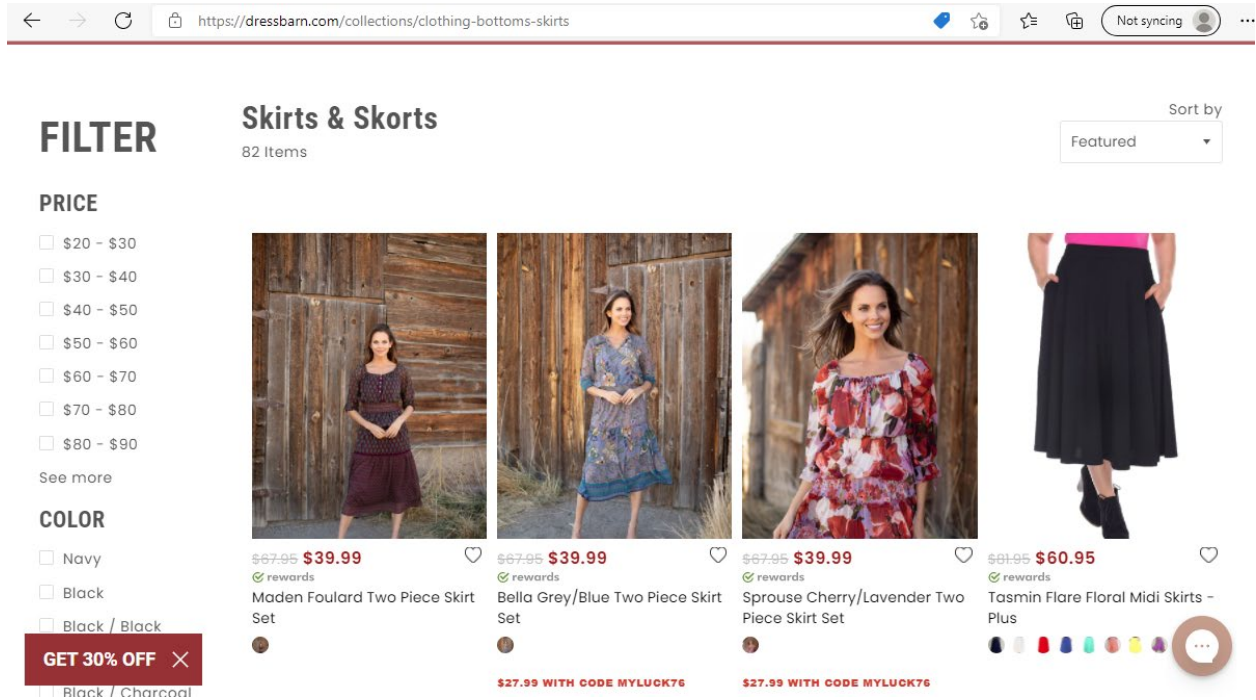 https://dressbarn.com/collections/clothing-bottoms-skirts
Not syncing
FILTER
PRICE
$20 - $30
$30 - $40
$40 - $50
$50 - $60
$60 - $70
$70 - $80
$80 - $90
See more
COLOR
Navy
Black
Black / Black
Black / Charcoal
GET 30% OFF
Skirts & Skorts
82 Items
Sort by
Featured
$67.95 $39.99
rewards
Maden Foulard Two Piece Skirt
Set
$67.95 $39.99
rewards
Bella Grey/Blue Two Piece Skirt
Set
$27.99 WITH CODE MYLUCK76
$67.95 $39.99
rewards
Sprouse Cherry/Lavender Two
Piece Skirt Set
$27.99 WITH CODE MYLUCK76
$81.95 $60.95
rewards
Tasmin Flare Floral Midi Skirts -
Plus